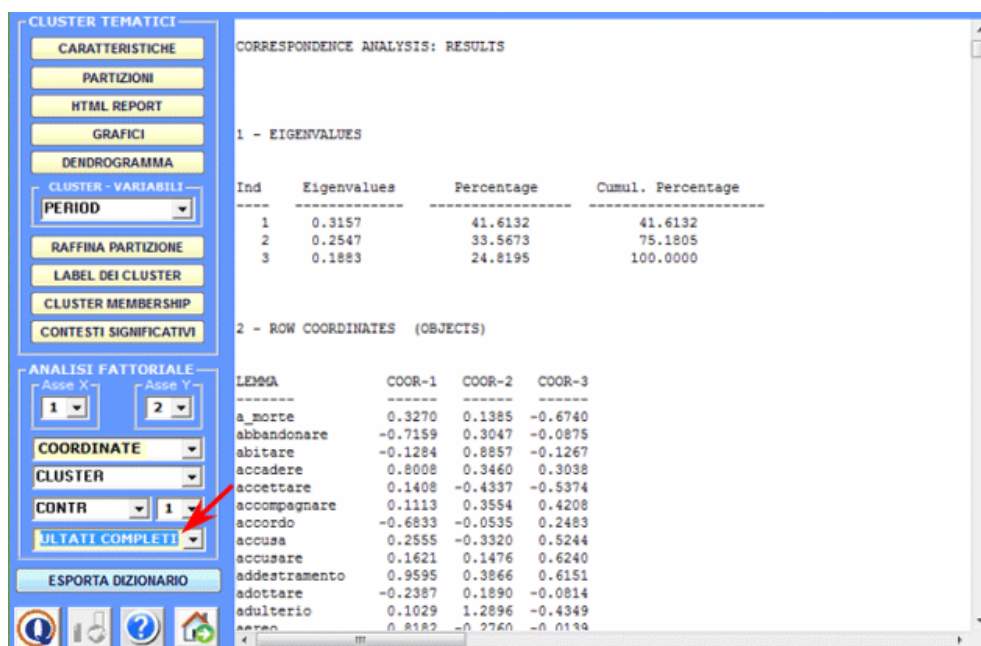 CLUSTER TEMATICI
CARATTERISTICHE
PARTIZIONI
HTML REPORT
GRAFICI
DENDROGRAMMA
CLUSTER - VARIABILI
PERIOD
RAFFINA PARTIZIONE
LABEL DEI CLUSTER
CLUSTER MEMBERSHIP
CONTESTI SIGNIFICATIVI
ANALISI FATTORIALE
Asse X Asse Y
1 2
COORDINATE
CLUSTER
CONTR 1
ULTATI COMPLETI
ESPORTA DIZIONARIO
Q ?
CORRESPONDENCE ANALYSIS: RESULTS
1 - EIGENVALUES
Ind Eigenvalues Percentage Cumul. Percentage
---- ------------- ----------------- ---------------------
1 0.3157 41.6132 41.6132
2 0.2547 33.5673 75.1805
3 0.1883 24.8195 100.0000
2 - ROW COORDINATES (OBJECTS)
LEMMA COOR-1 COOR-2 COOR-3
------- ------ ------ ------
a_morte 0.3270 0.1385 -0.6740
abbandonare -0.7159 0.3047 -0.0875
abitare -0.1284 0.8857 -0.1267
accadere 0.8008 0.3460 0.3038
accettare 0.1408 -0.4337 -0.5374
accompagnare 0.1113 0.3554 0.4208
accordo -0.6833 -0.0535 0.2483
accusa 0.2555 -0.3320 0.5244
accusare 0.1621 0.1476 0.6240
addestramento 0.9595 0.3866 0.6151
adottare -0.2387 0.1890 -0.0814
adulterio 0.1029 1.2896 -0.4349
aereo 0.8182 -0.2760 -0.0139